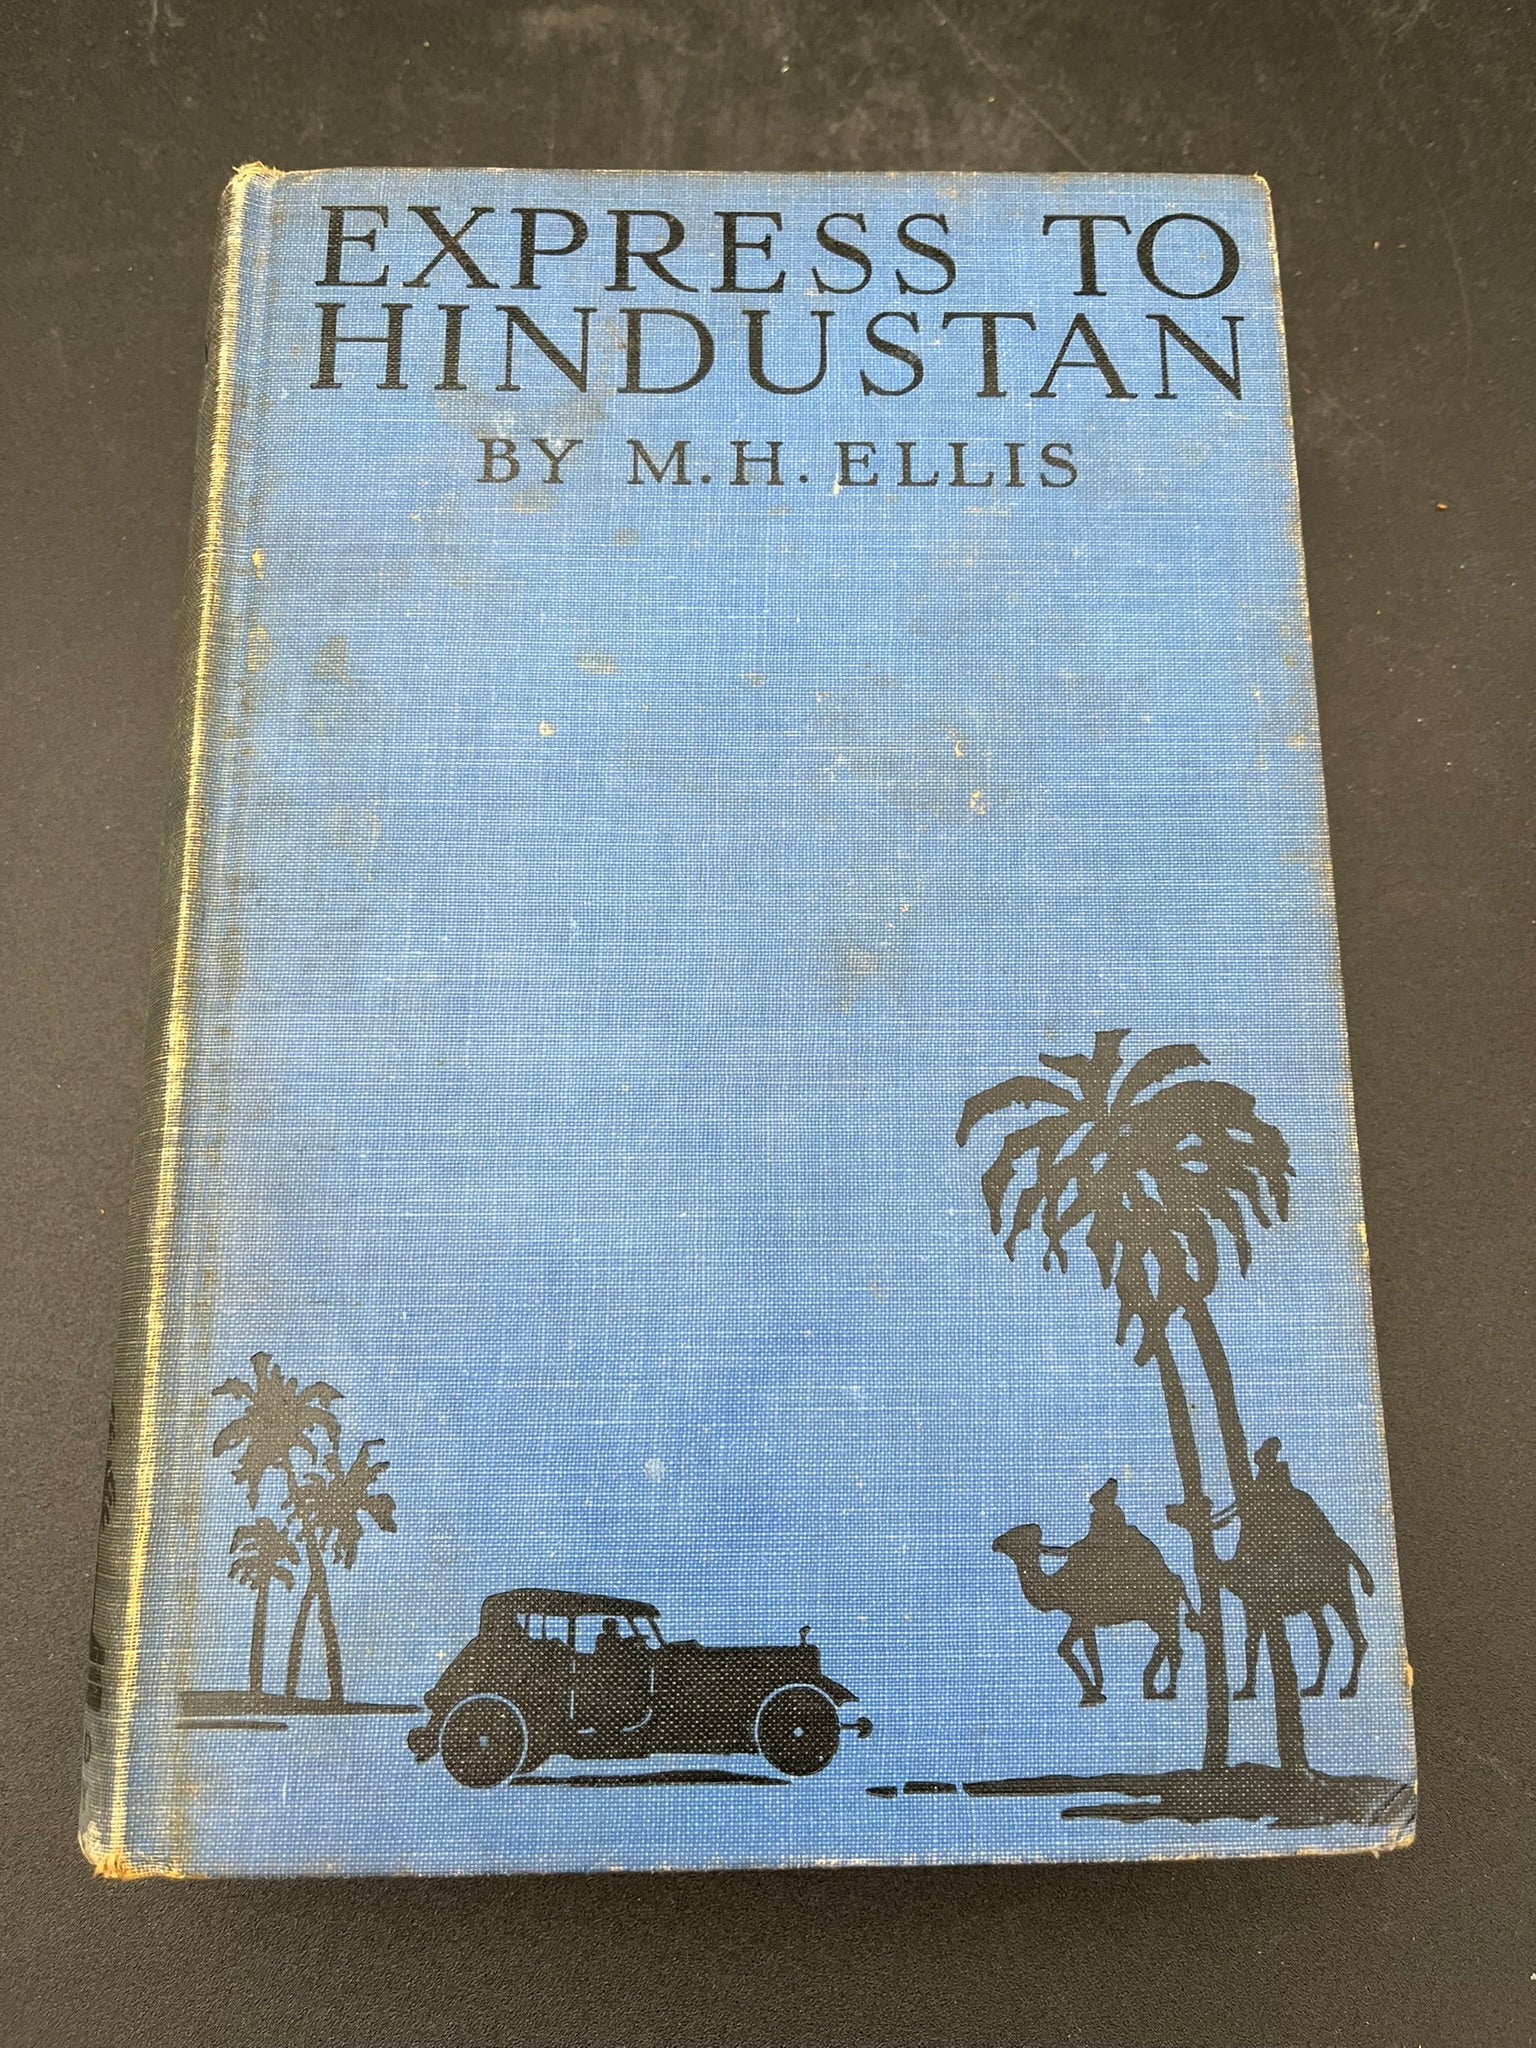 EXPRESS TO
HINDUSTAN
BY M. H. ELLIS